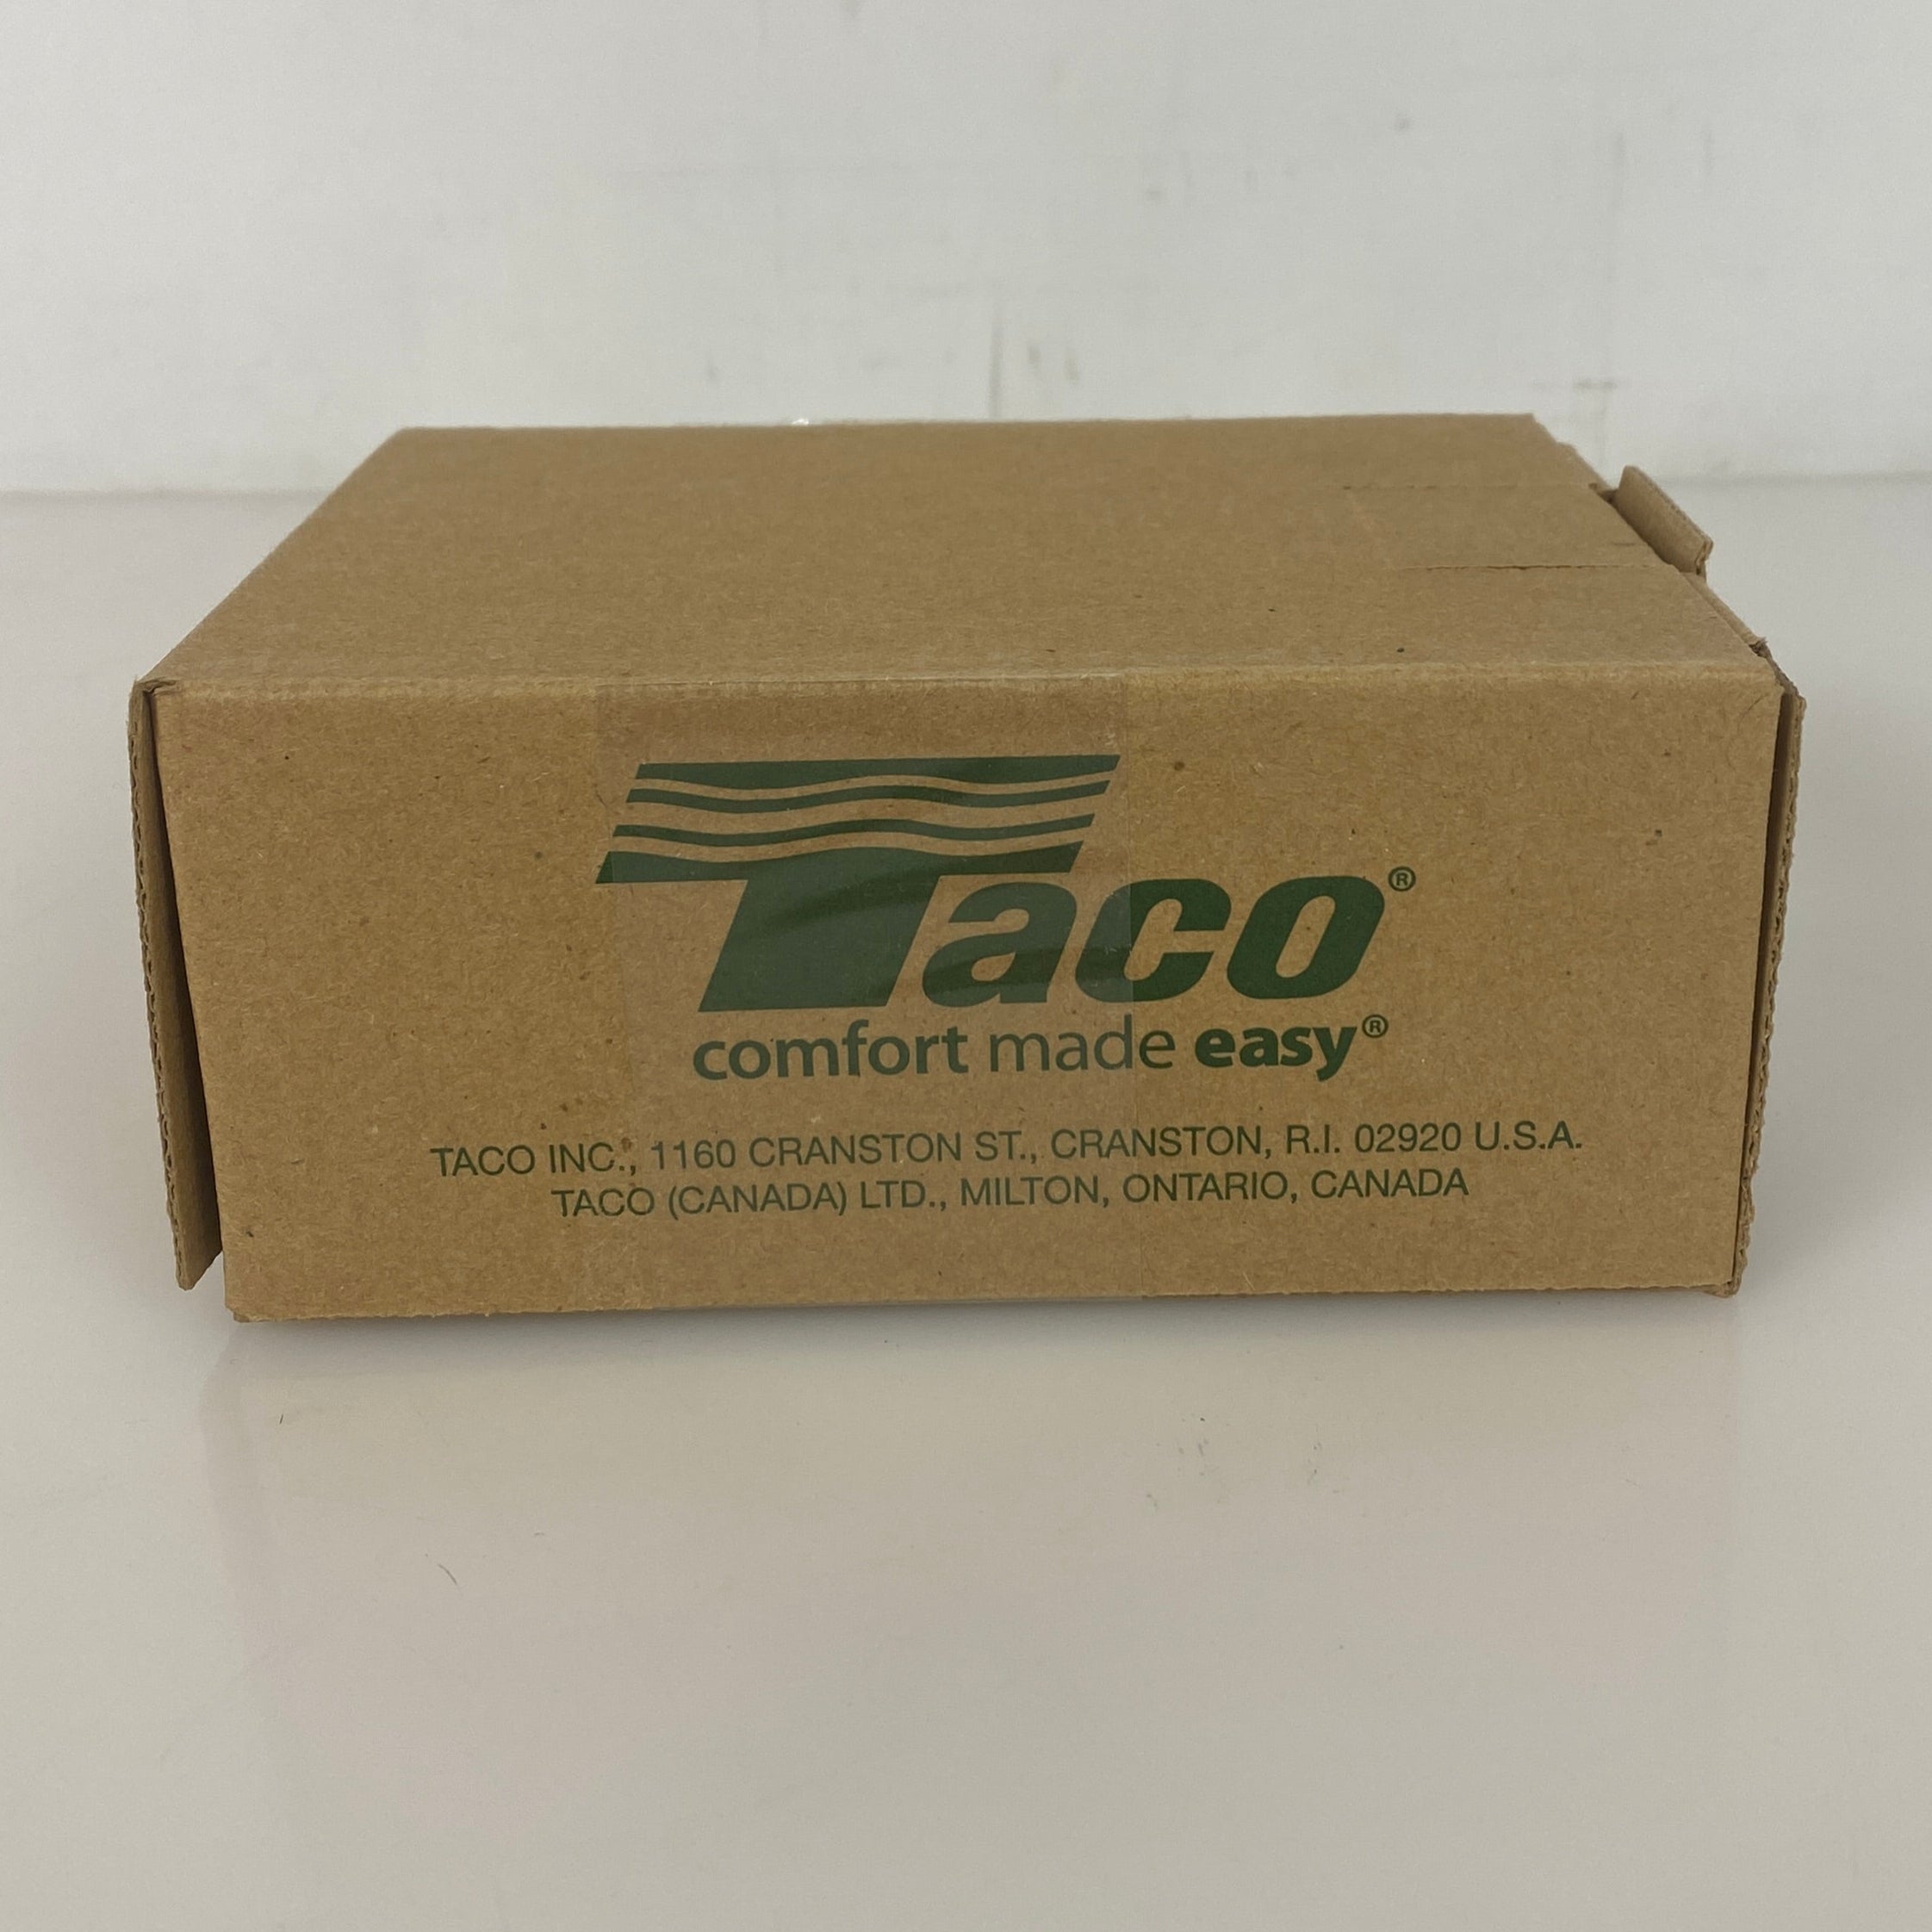 Taco®
comfort made easy®
TACO INC., 1160 CRANSTON ST., CRANSTON, R.I. 02920 U.S.A.
TACO (CANADA) LTD., MILTON, ONTARIO, CANADA